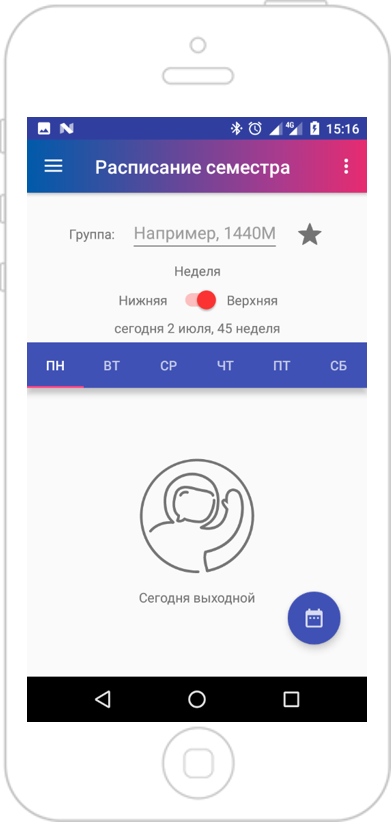 4G 15:16
Расписание семестра
Группа: Например, 1440М
Неделя
Нижняя Верхняя
сегодня 2 июля, 45 неделя
ПН ВТ СР ЧТ ПТ СБ
Сегодня выходной